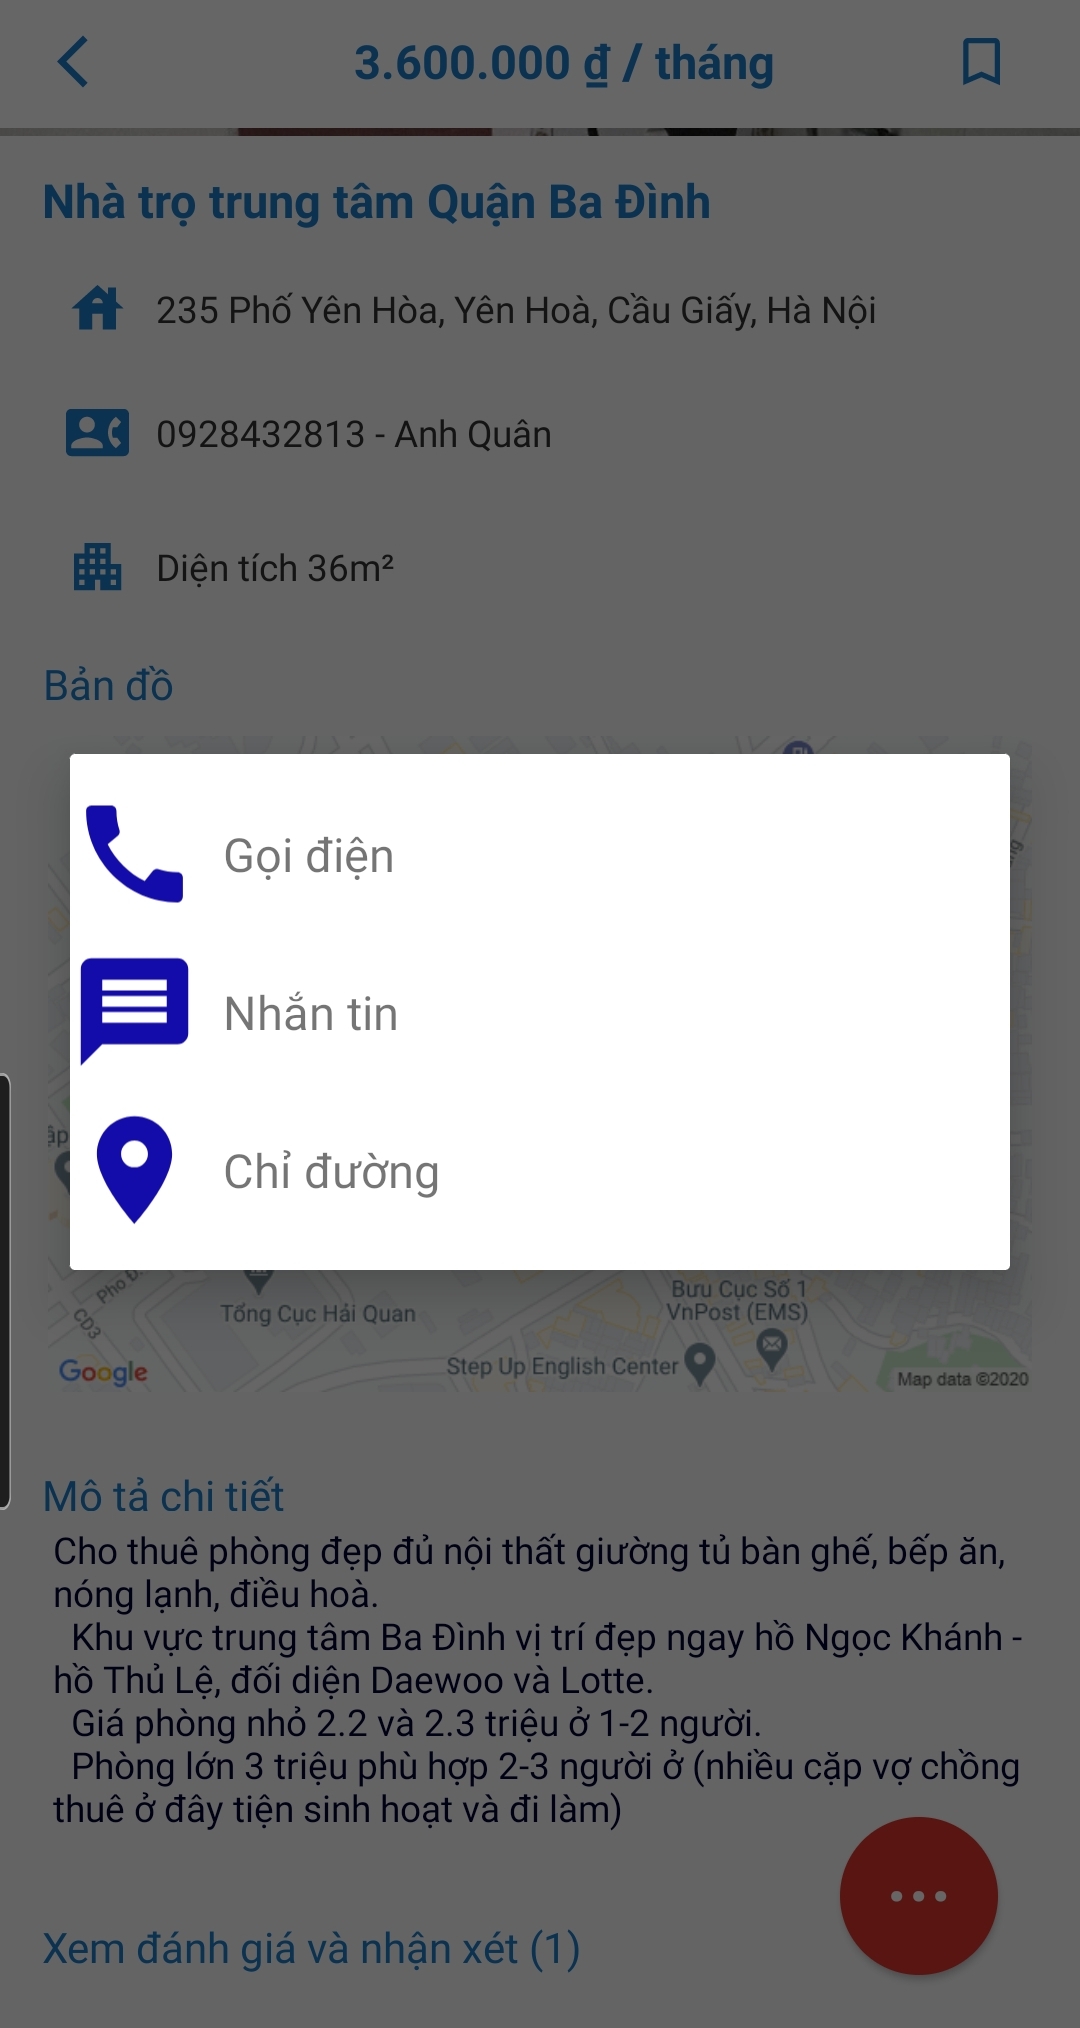 3.600.000 ₫ / tháng
Nhà trọ trung tâm Quận Ba Đình
235 Phố Yên Hòa, Yên Hoà, Cầu Giấy, Hà Nội
0928432813 - Anh Quân
Diện tích 36m²
Bản đồ
Gọi điện
Nhắn tin
Chỉ đường
Pho D.
CD3
Tổng Cục Hải Quan
Bưu Cục Số 1
VnPost (EMS)
Step Up English Center
Google
Map data ©2020
Mô tả chi tiết
Cho thuê phòng đẹp đủ nội thất giường tủ bàn ghế, bếp ăn,
nóng lạnh, điều hoà.
Khu vực trung tâm Ba Đình vị trí đẹp ngay hồ Ngọc Khánh -
hồ Thủ Lệ, đối diện Daewoo và Lotte.
Giá phòng nhỏ 2.2 và 2.3 triệu ở 1-2 người.
Phòng lớn 3 triệu phù hợp 2-3 người ở (nhiều cặp vợ chồng
thuê ở đây tiện sinh hoạt và đi làm)
Xem đánh giá và nhận xét (1)